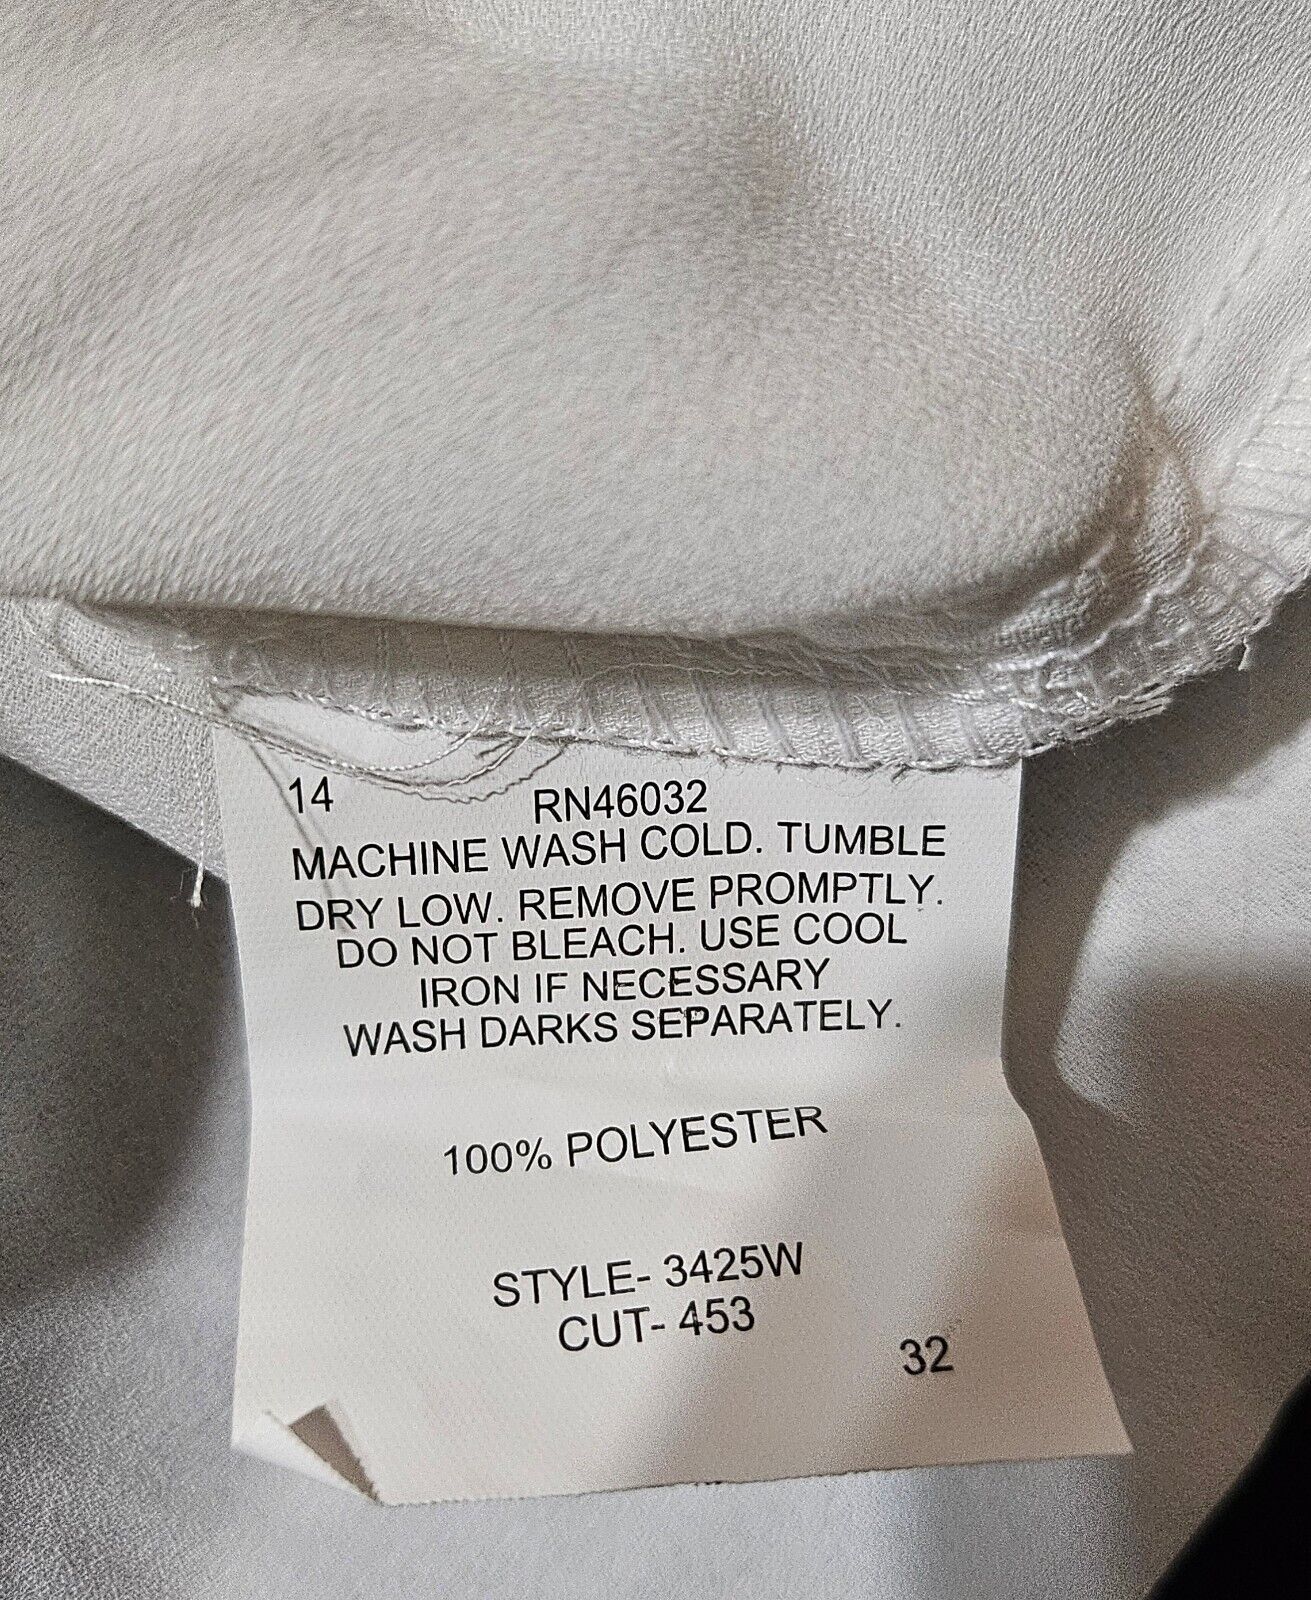 14 RN46032
MACHINE WASH COLD. TUMBLE
DRY LOW. REMOVE PROMPTLY.
DO NOT BLEACH. USE COOL
IRON IF NECESSARY
WASH DARKS SEPARATELY.
100% POLYESTER
STYLE- 3425W
CUT- 453
32